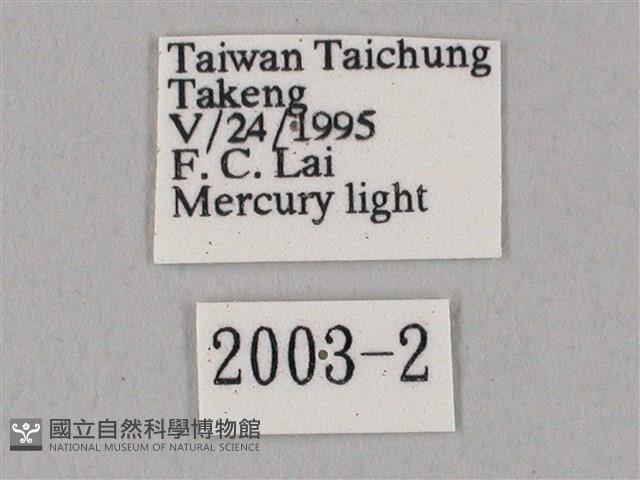 Taiwan Taichung
Takeng
V/24/1995
F. C. Lai
Mercury light
2003-2
國立自然科學博物館
NATIONAL MUSEUM OF NATURAL SCIENCE